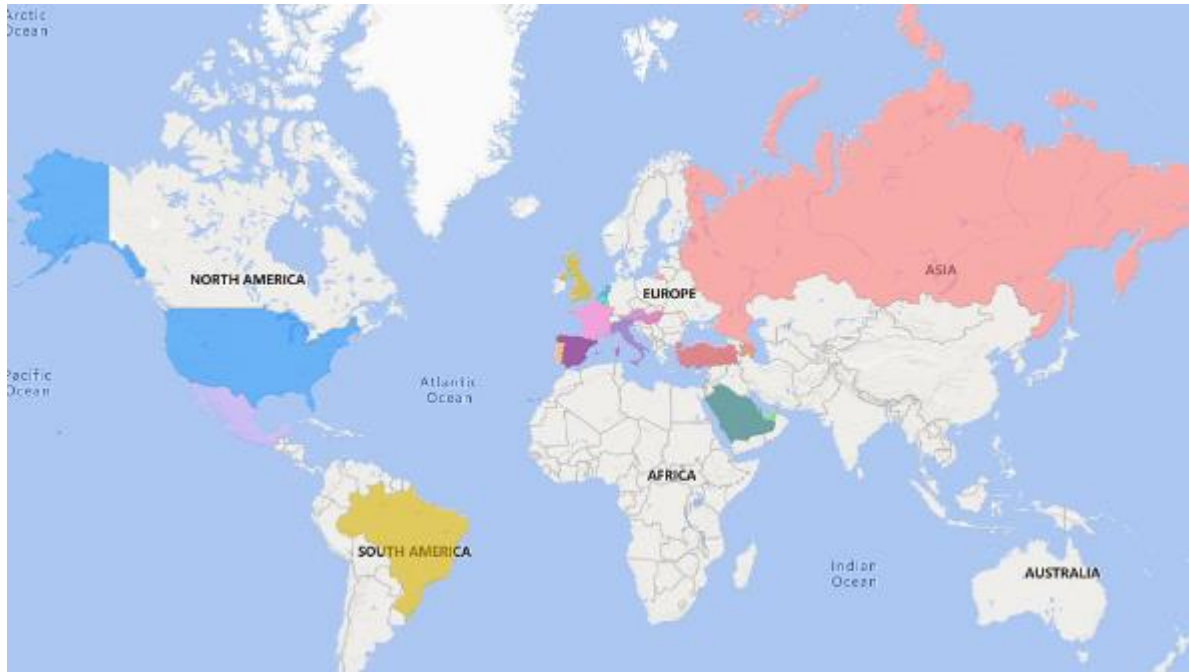 Arctic
Ocean
NORTH AMERICA
ASIA
EUROPE
Pacific
Ocean
Atlantic
Ocean
AFRICA
SOUTH AMERICA
Indian
Ocean
AUSTRALIA